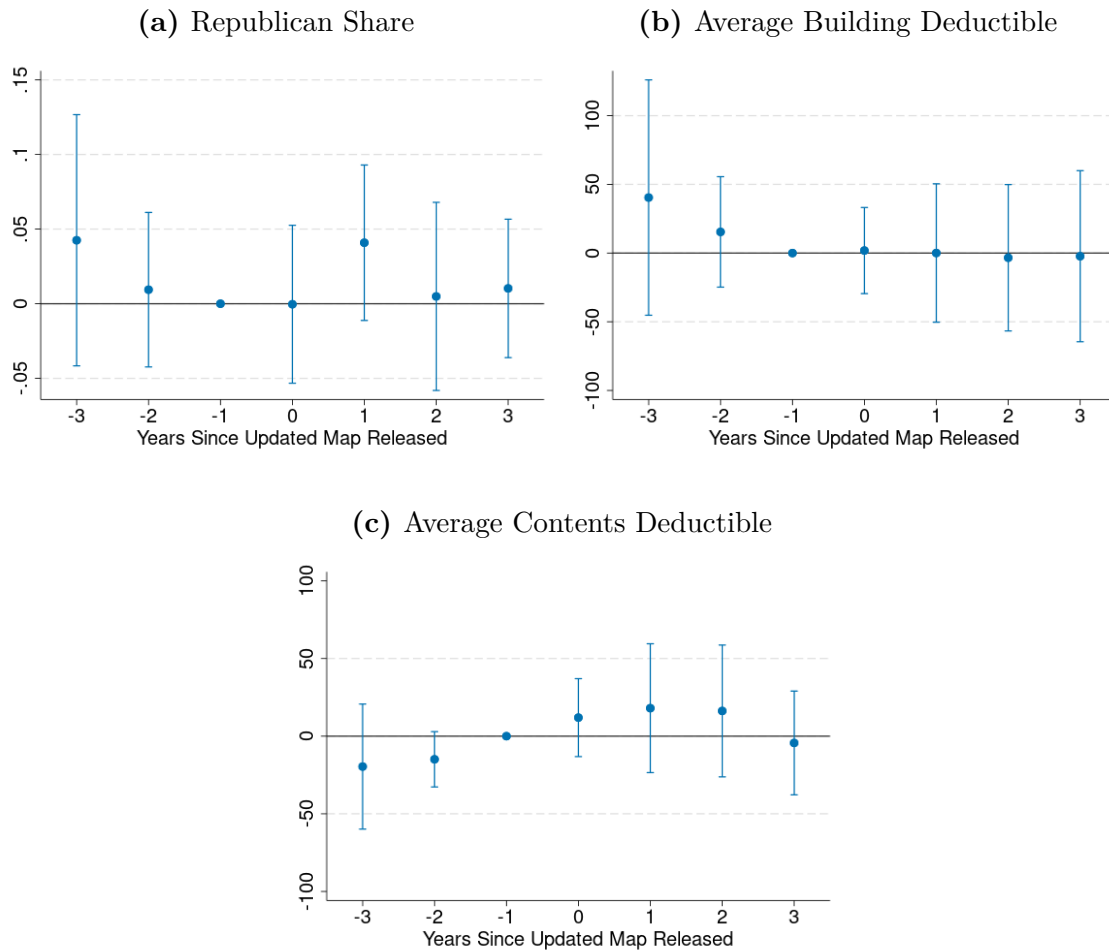 (a) Republican Share
.15
.1
.05
0
-.05
-3 -2 -1 0 1 2 3
Years Since Updated Map Released
(b) Average Building Deductible
100
50
0
-50
-100
-3 -2 -1 0 1 2 3
Years Since Updated Map Released
(c) Average Contents Deductible
100
50
0
-50
-100
-3 -2 -1 0 1 2 3
Years Since Updated Map Released